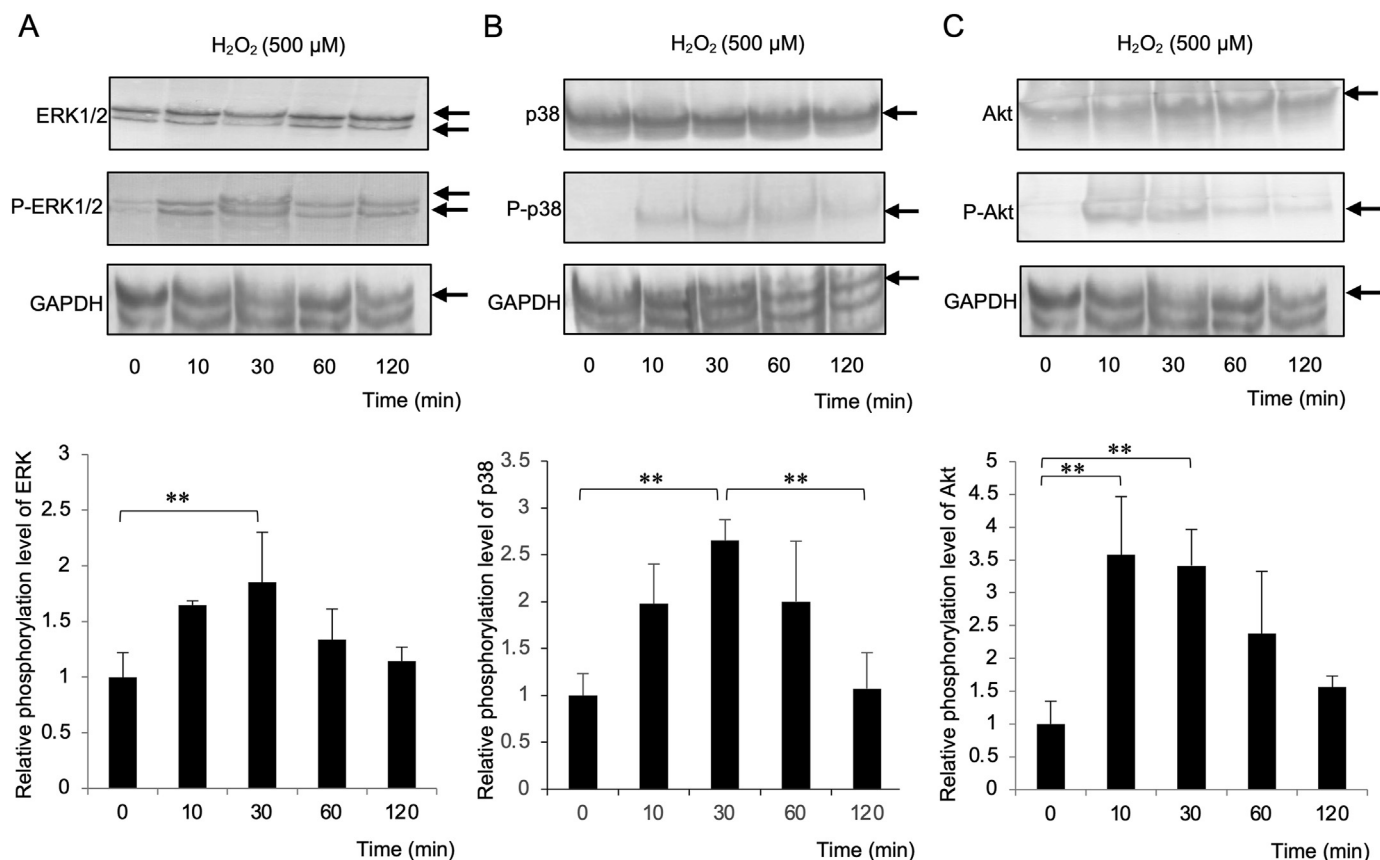 A
H₂O₂ (500 µM)
ERK1/2
P-ERK1/2
GAPDH
0 10 30 60 120
Time (min)
B
H₂O₂ (500 µM)
p38
P-p38
GAPDH
0 10 30 60 120
Time (min)
C
H₂O₂ (500 µM)
Akt
P-Akt
GAPDH
0 10 30 60 120
Time (min)
Relative phosphorylation level of ERK
3
2.5
2
1.5
1
0.5
0
**
0 10 30 60 120
Time (min)
Relative phosphorylation level of p38
3.5
3
2.5
2
1.5
1
0.5
0
** **
0 10 30 60 120
Time (min)
Relative phosphorylation level of Akt
5
4.5
4
3.5
3
2.5
2
1.5
1
0.5
0
**
**
0 10 30 60 120
Time (min)